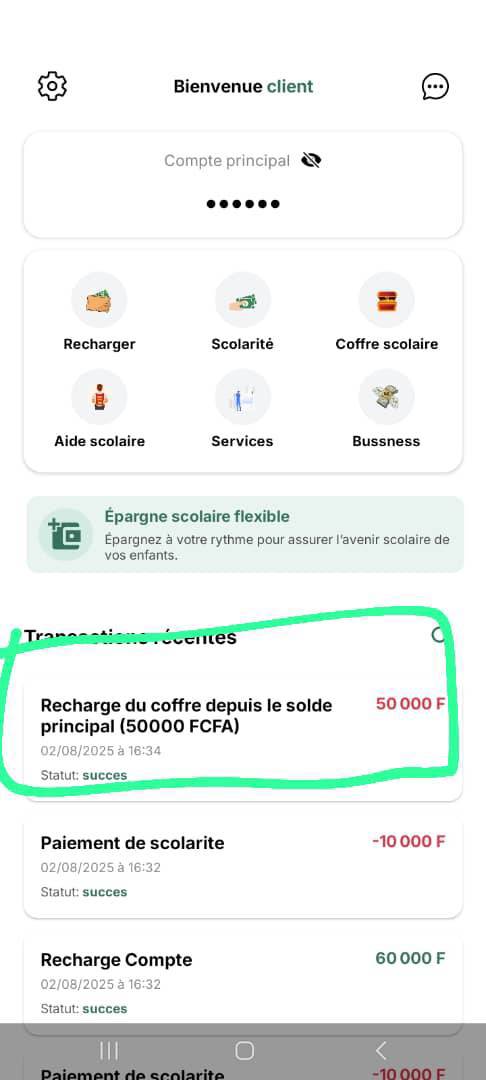 Bienvenue client
Compte principal
Recharger
Scolarité
Coffre scolaire
Aide scolaire
Services
Bussness
Épargne scolaire flexible
Épargnez à votre rythme pour assurer l'avenir scolaire de
vos enfants.
Transactions récentes
Recharge du coffre depuis le solde
principal (50000 FCFA)
50 000 F
02/08/2025 à 16:34
Statut: succes
Paiement de scolarite
-10 000 F
02/08/2025 à 16:32
Statut: succes
Recharge Compte
60 000 F
02/08/2025 à 16:32
Statut: succes
Paiement de scolarite
-10 000 F